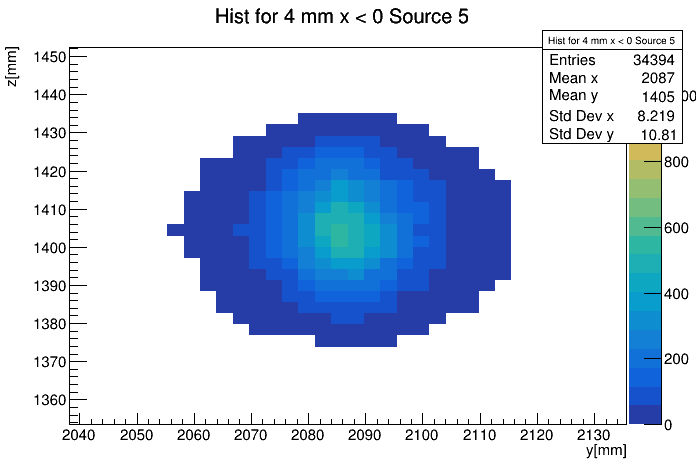 Hist for 4 mm x < 0 Source 5
Hist for 4 mm x < 0 Source 5
Entries 34394
Mean x 2087
Mean y 1405
Std Dev x 8.219
Std Dev y 10.81
z[mm]
1450
1440
1430
1420
1410
1400
1390
1380
1370
1360
2040 2050 2060 2070 2080 2090 2100 2110 2120 2130
y[mm]
800
600
400
200
0